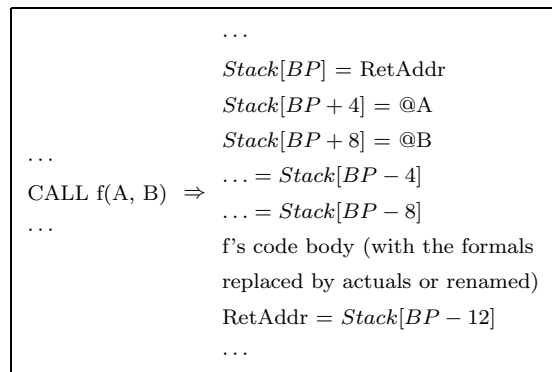 ...
CALL f(A, B) ⇒
...
...
Stack[BP] = RetAddr
Stack[BP + 4] = @A
Stack[BP + 8] = @B
... = Stack[BP − 4]
... = Stack[BP − 8]
f's code body (with the formals
replaced by actuals or renamed)
RetAddr = Stack[BP − 12]
...